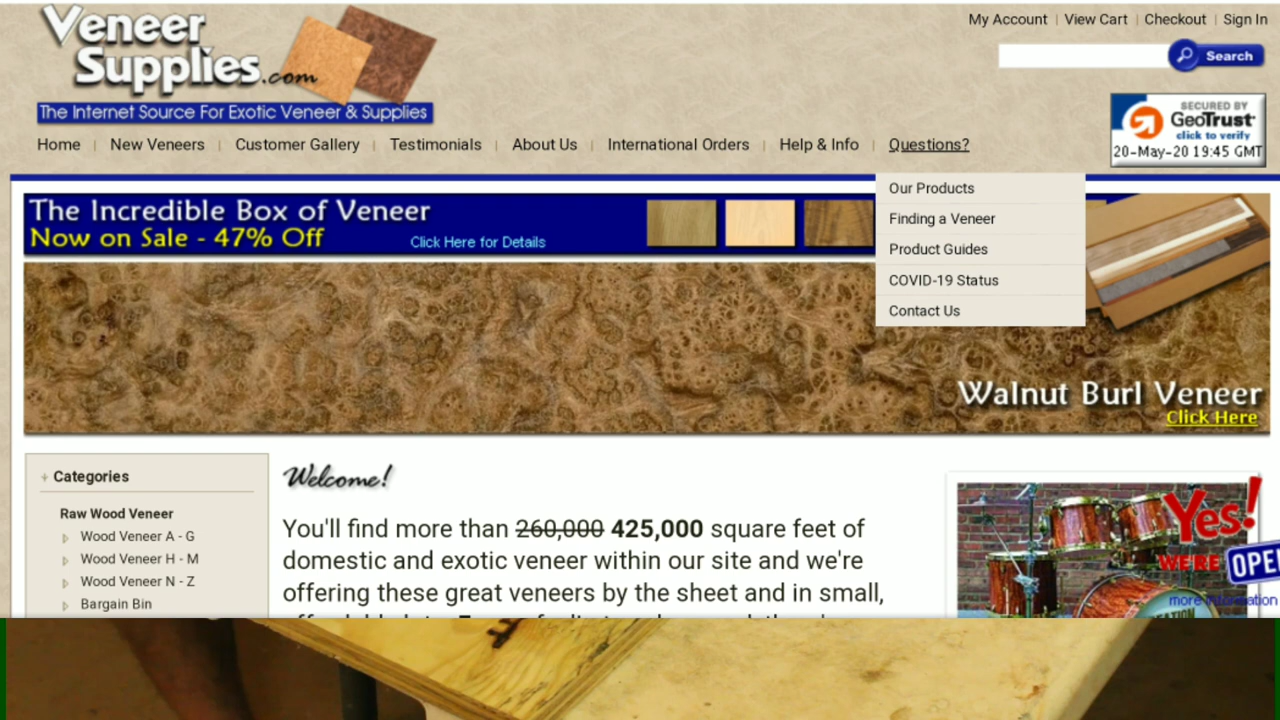 Veneer
Supplies.com
The Internet Source For Exotic Veneer & Supplies
My Account | View Cart | Checkout | Sign In
Search
SECURED BY
GeoTrust
click to verify
20-May-20 19:45 GMT
Home | New Veneers | Customer Gallery | Testimonials | About Us | International Orders | Help & Info | Questions?
Our Products
Finding a Veneer
Product Guides
COVID-19 Status
Contact Us
The Incredible Box of Veneer
Now on Sale - 47% Off
Click Here for Details
Walnut Burl Veneer
Click Here
Categories
Raw Wood Veneer
Wood Veneer A - G
Wood Veneer H - M
Wood Veneer N - Z
Bargain Bin
Welcome!
You'll find more than 260,000 425,000 square feet of
domestic and exotic veneer within our site and we're
offering these great veneers by the sheet and in small,
Yes!
WE'RE OPEN
more information